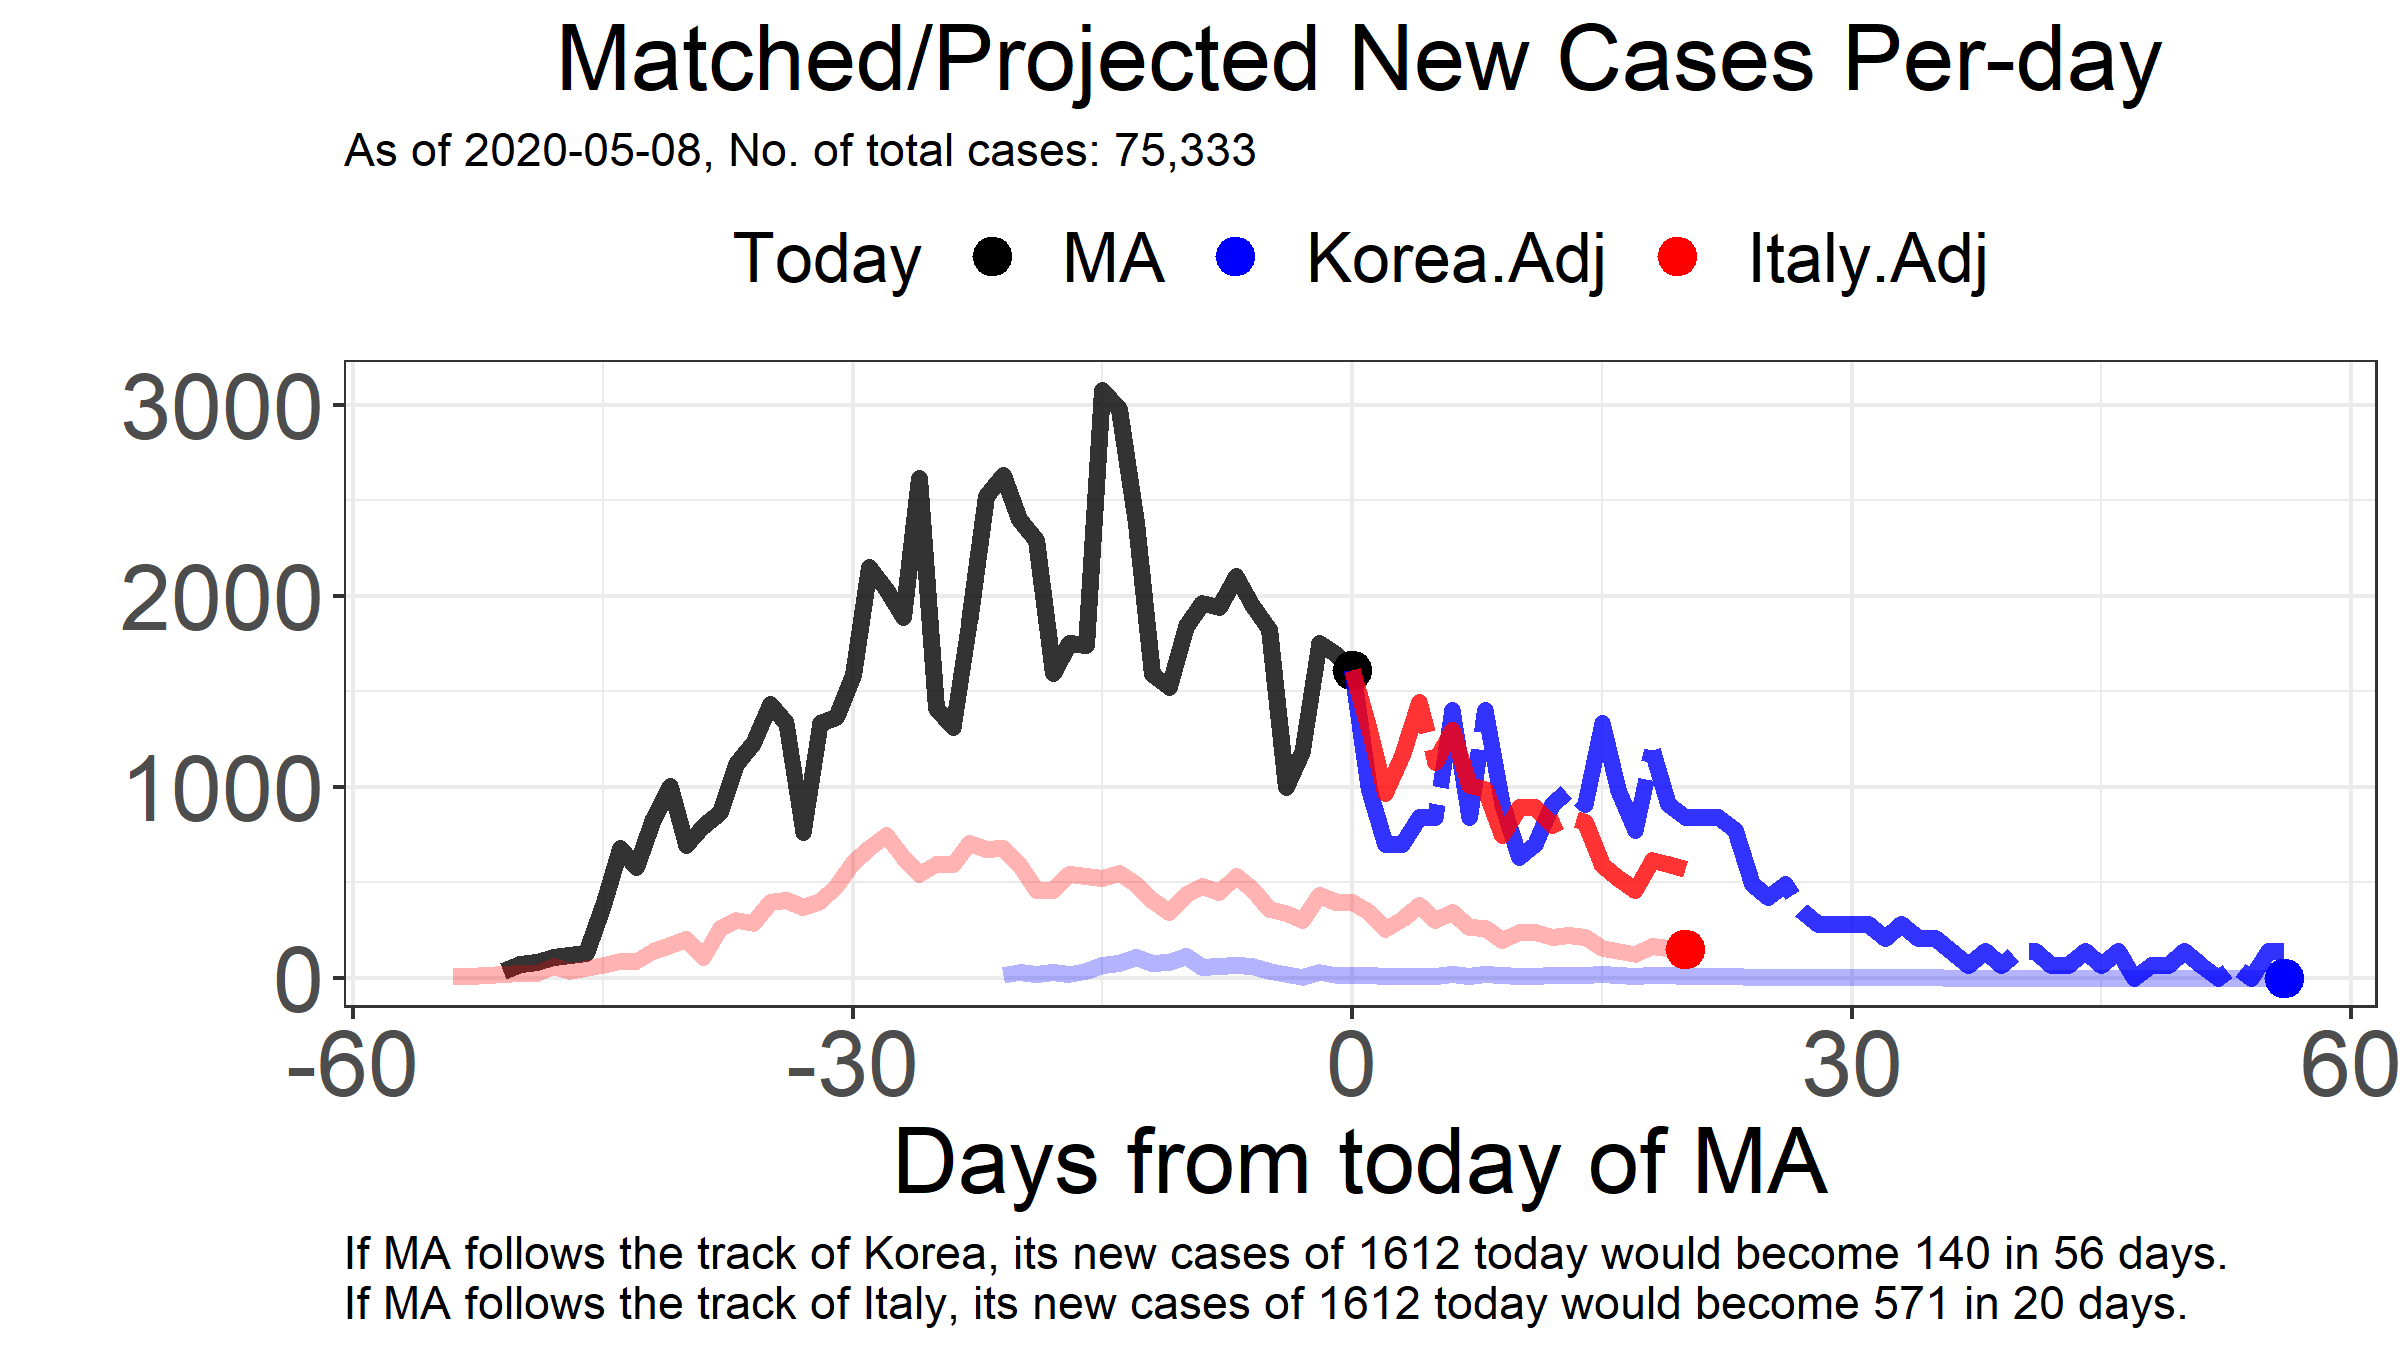 Matched/Projected New Cases Per-day
As of 2020-05-08, No. of total cases: 75,333
Today MA Korea.Adj Italy.Adj
3000
2000
1000
0
-60 -30 0 30 60
Days from today of MA
If MA follows the track of Korea, its new cases of 1612 today would become 140 in 56 days.
If MA follows the track of Italy, its new cases of 1612 today would become 571 in 20 days.